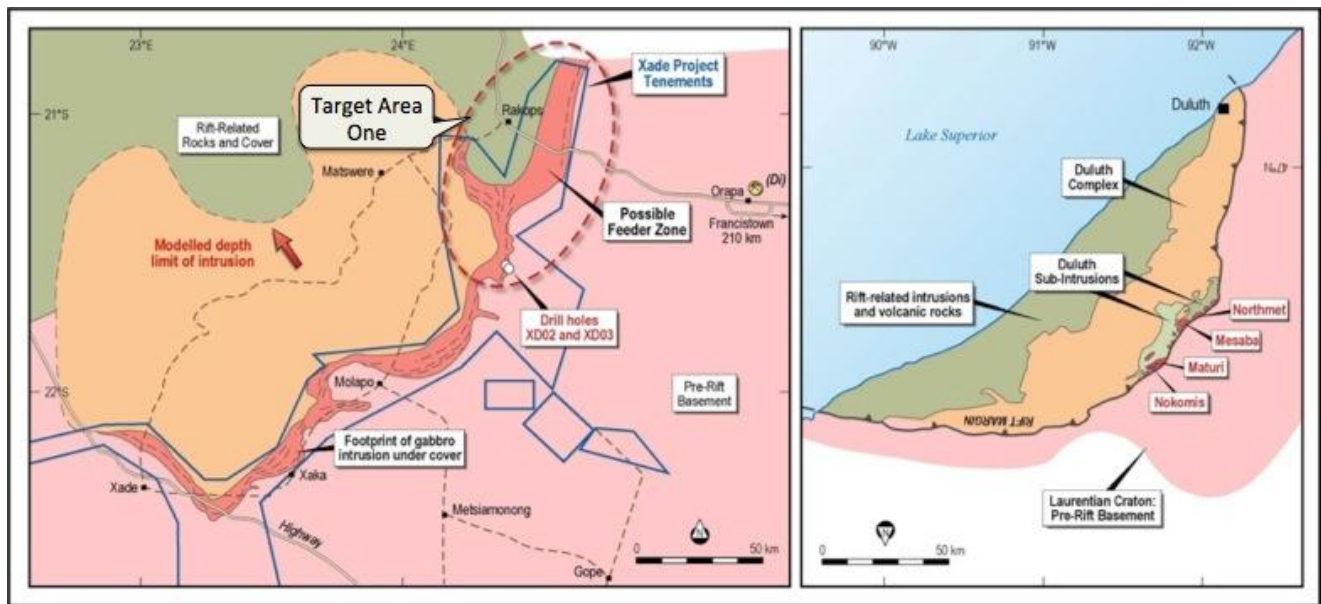 23°E
24°E
Xade Project
Tenements
Target Area
One
21°S
Rakops
Rift-Related
Rocks and Cover
Matswere
(Di)
Orapa
Francistown
210 km
Possible
Feeder Zone
Modelled depth
limit of intrusion
Drill holes
XD02 and XD03
22°S
Molapo
Pre-Rift
Basement
Footprint of gabbro
intrusion under cover
Xade
Xaka
Highway
Metsiamonong
Gope
N
0
50 km
90°W
91°W
92°W
Duluth
Lake Superior
47°N
Duluth
Complex
Duluth
Sub-Intrusions
Rift-related intrusions
and volcanic rocks
Northmet
Mesaba
Maturi
Nokomis
RIFT MARGIN
Laurentian Craton:
Pre-Rift Basement
N
0
50 km